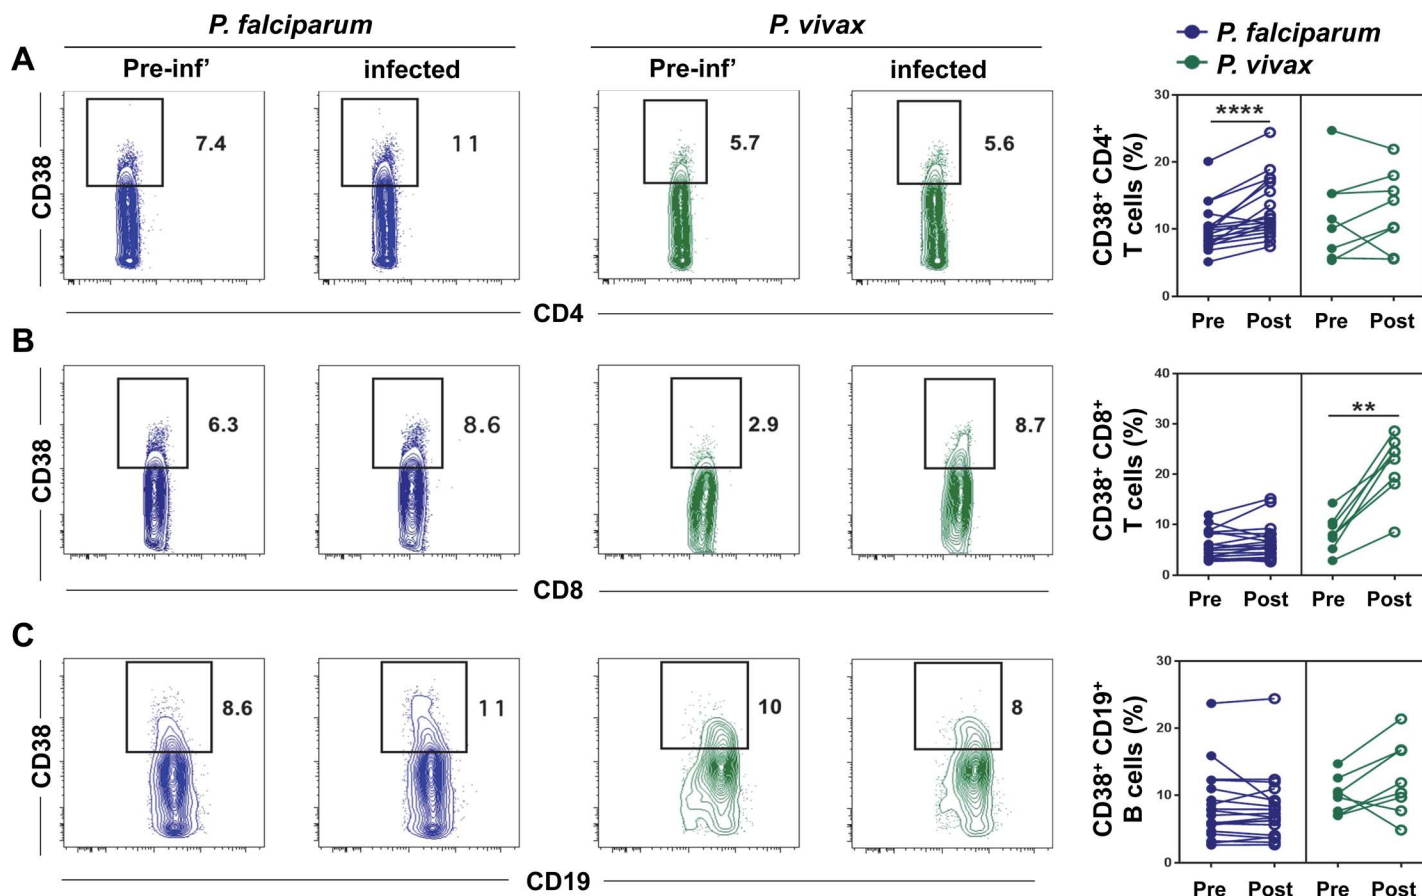 P. falciparum
P. vivax
P. falciparum
P. vivax
A
Pre-inf’
infected
Pre-inf’
infected
CD38
7.4
11
5.7
5.6
CD4
CD38⁺ CD4⁺
T cells (%)
30
20
10
0
****
Pre
Post
Pre
Post
B
CD38
6.3
8.6
2.9
8.7
CD8
CD38⁺ CD8⁺
T cells (%)
40
30
20
10
0
**
Pre
Post
Pre
Post
C
CD38
8.6
11
10
8
CD19
CD38⁺ CD19⁺
B cells (%)
30
20
10
0
Pre
Post
Pre
Post